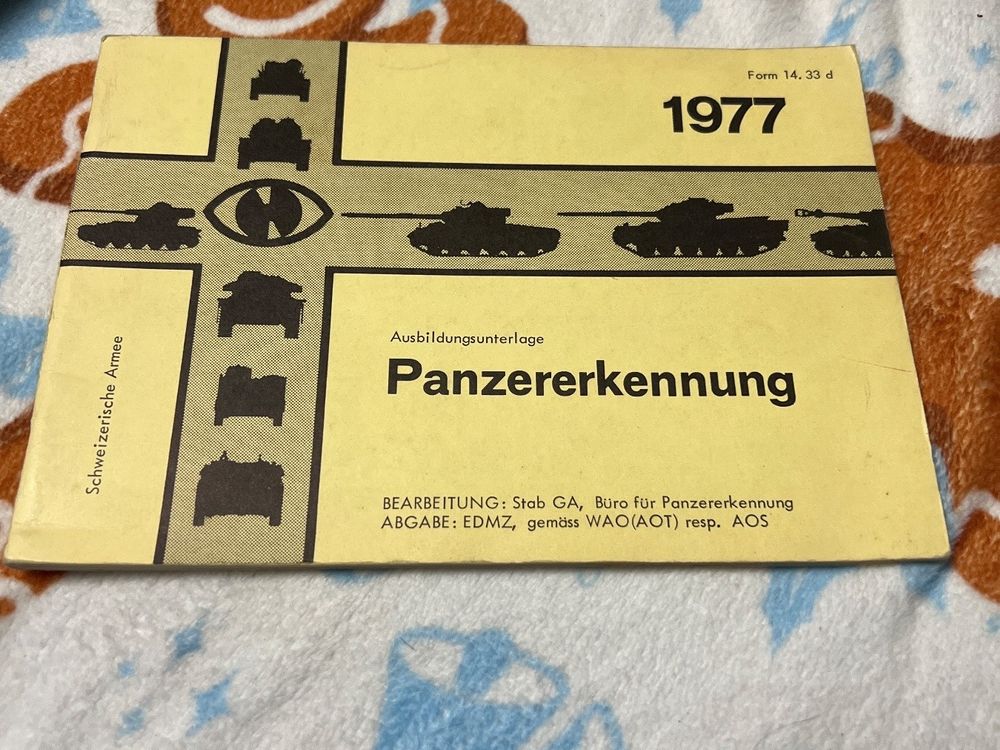 Form 14.33 d
1977
Schweizerische Armee
Ausbildungsunterlage
Panzererkennung
BEARBEITUNG: Stab GA, Büro für Panzererkennung
ABGABE: EDMZ, gemäss WAO(AOT) resp. AOS